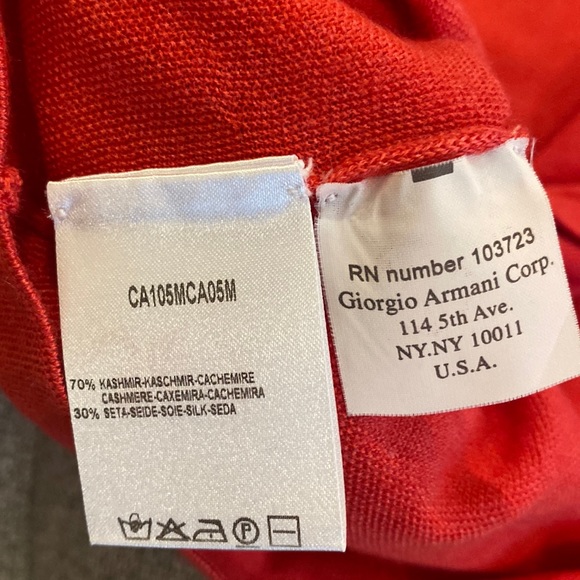 CA105MCA05M
70% KASHMIR-KASCHMIR-CACHEMIRE
CASHMERE-CAXEMIRA-CACHEMIRA
30% SETA-SEIDE-SOIE-SILK-SEDA
P
RN number 103723
Giorgio Armani Corp.
114 5th Ave.
NY.NY 10011
U.S.A.